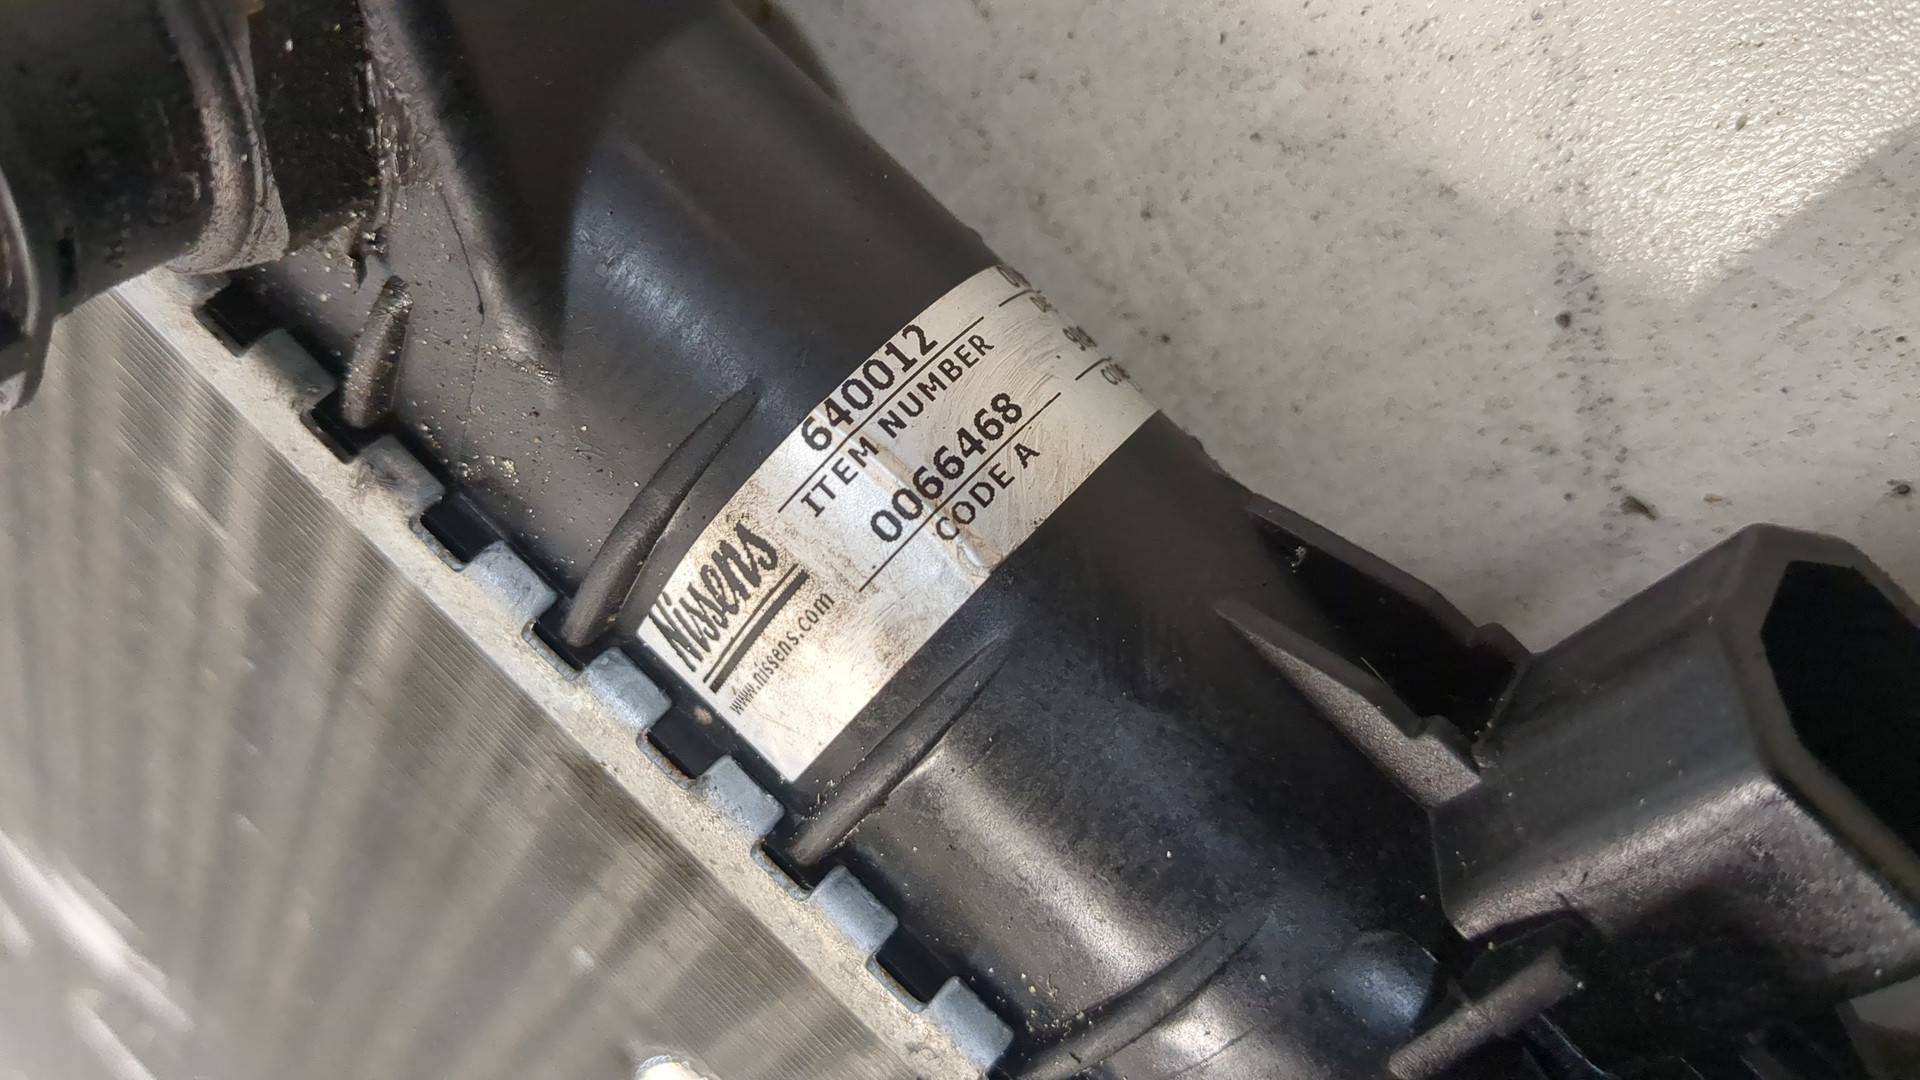 Nissens
www.nissens.com
640012
ITEM NUMBER
0066468
CODE A